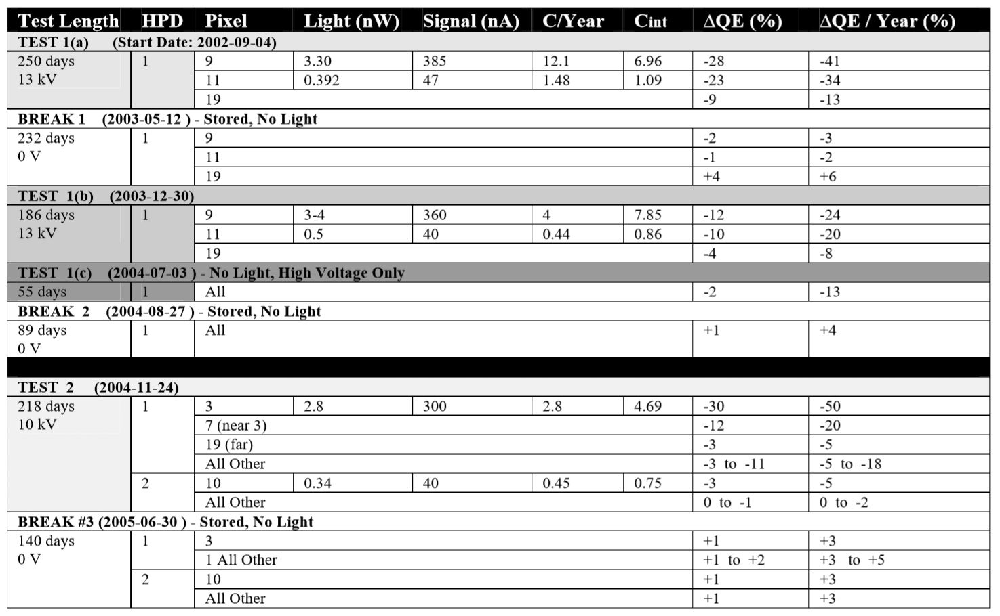 Test Length HPD Pixel Light (nW) Signal (nA) C/Year Cint ΔQE (%) ΔQE / Year (%)
TEST 1(a) (Start Date: 2002-09-04)
250 days 1 9 3.30 385 12.1 6.96 -28 -41
13 kV 11 0.392 47 1.48 1.09 -23 -34
19 -9 -13
BREAK 1 (2003-05-12 ) - Stored, No Light
232 days 1 9 -2 -3
0 V 11 -1 -2
19 +4 +6
TEST 1(b) (2003-12-30)
186 days 1 9 3-4 360 4 7.85 -12 -24
13 kV 11 0.5 40 0.44 0.86 -10 -20
19 -4 -8
TEST 1(c) (2004-07-03 ) - No Light, High Voltage Only
55 days 1 All -2 -13
BREAK 2 (2004-08-27 ) - Stored, No Light
89 days 1 All +1 +4
0 V
TEST 2 (2004-11-24)
218 days 1 3 2.8 300 2.8 4.69 -30 -50
10 kV 7 (near 3) -12 -20
19 (far) -3 -5
All Other -3 to -11 -5 to -18
2 10 0.34 40 0.45 0.75 -3 -5
All Other 0 to -1 0 to -2
BREAK #3 (2005-06-30 ) - Stored, No Light
140 days 1 3 +1 +3
0 V 1 All Other +1 to +2 +3 to +5
2 10 +1 +3
All Other +1 +3